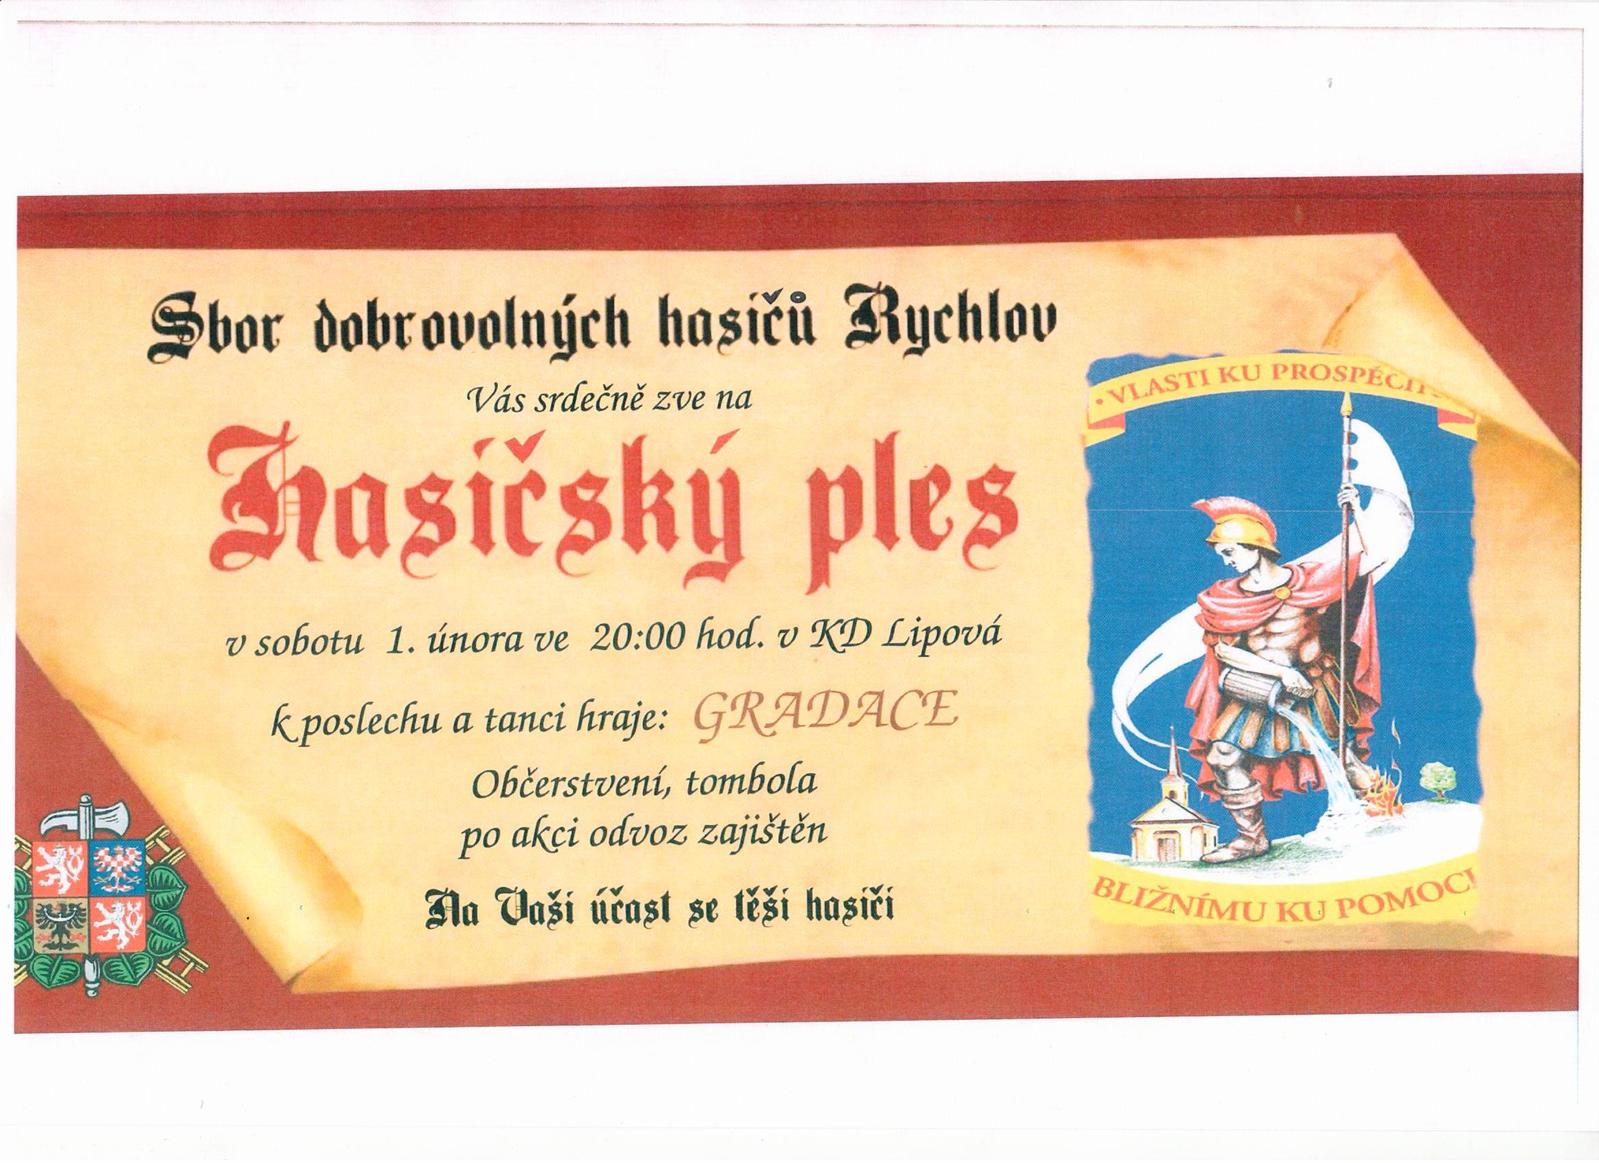 Sbor dobrovolných hasičů Rychlov
Vás srdečně zve na
Hasičský ples
v sobotu 1. února ve 20:00 hod. v KD Lipová
k poslechu a tanci hraje: GRADACE
Občerstvení, tombola
po akci odvoz zajištěn
Na Vaši účast se těší hasiči
• VLASTI KU PROSPĚCH •
BLIŽNÍMU KU POMOCI